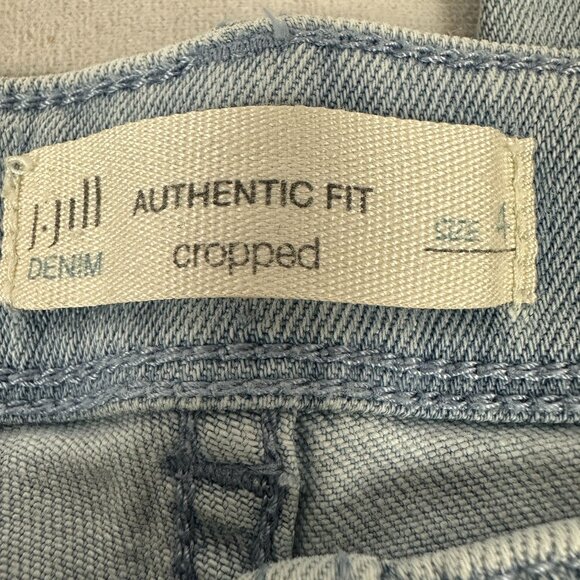 J.Jill
DENIM
AUTHENTIC FIT
cropped
SIZE 4